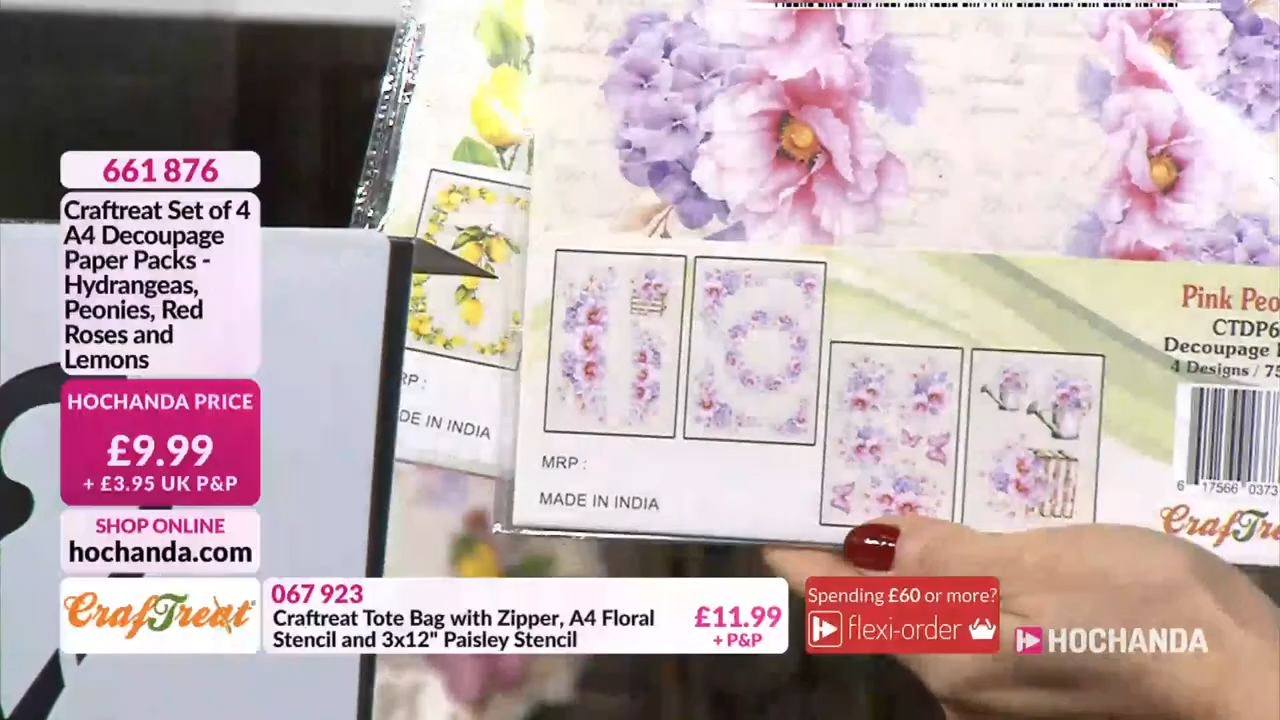 661 876
Craftreat Set of 4
A4 Decoupage
Paper Packs -
Hydrangeas,
Peonies, Red
Roses and
Lemons
HOCHANDA PRICE
£9.99
+ £3.95 UK P&P
SHOP ONLINE
hochanda.com
CrafTreat
067 923
Craftreat Tote Bag with Zipper, A4 Floral
Stencil and 3x12" Paisley Stencil
£11.99
+ P&P
Spending £60 or more?
flexi-order
HOCHANDA
RP :
DE IN INDIA
MRP :
MADE IN INDIA
Pink Peo
CTDP6
Decoupage
4 Designs / 75
6 17566 0373
CrafTre